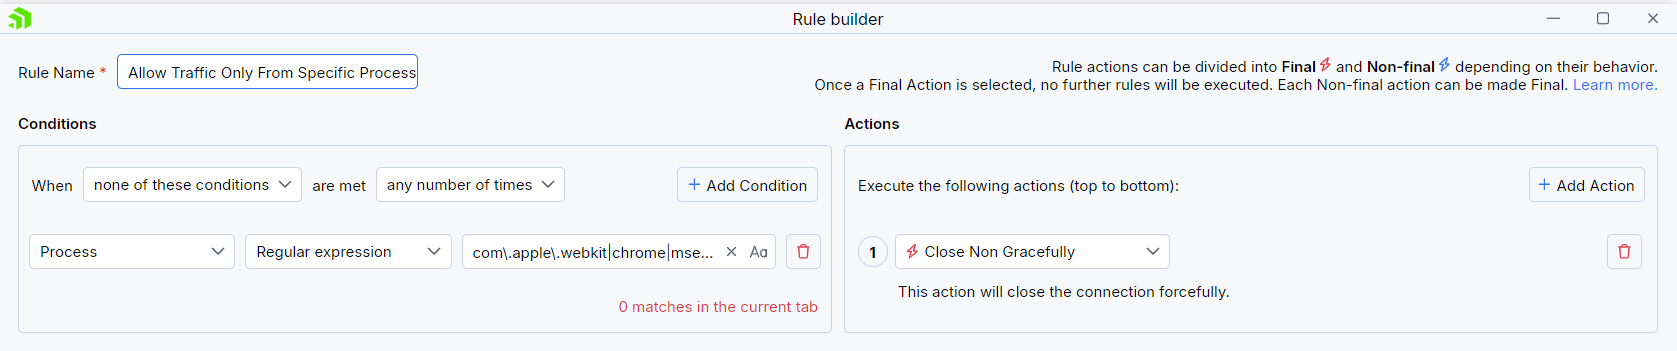 Rule builder
Rule Name * Allow Traffic Only From Specific Process
Rule actions can be divided into Final and Non-final depending on their behavior.
Once a Final Action is selected, no further rules will be executed. Each Non-final action can be made Final. Learn more.
Conditions
When none of these conditions are met any number of times + Add Condition
Process Regular expression com\.apple\.webkit|chrome|mse... Aa
0 matches in the current tab
Actions
Execute the following actions (top to bottom): + Add Action
1 Close Non Gracefully
This action will close the connection forcefully.